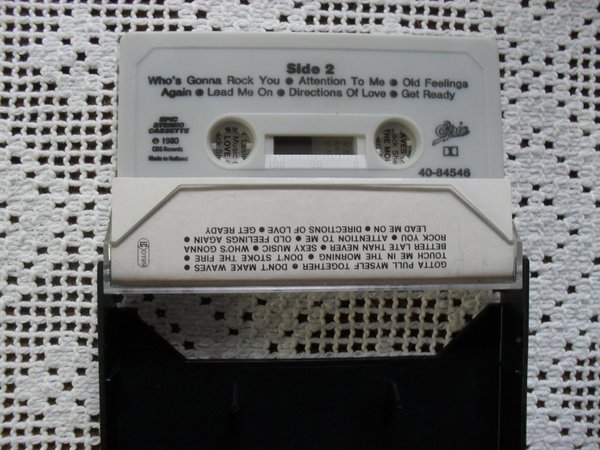 Side 2
Who's Gonna Rock You ● Attention To Me ● Old Feelings
Again ● Lead Me On ● Directions Of Love ● Get Ready
EPIC
STEREO
CASSETTE
℗ 1980
CBS Records
Made in Holland
Epic
40-84546
GOTTA PULL MYSELF TOGETHER ● DON'T MAKE WAVES ●
TOUCH ME IN THE MORNING ● DON'T STOKE THE FIRE ●
BETTER LATE THAN NEVER ● SEXY MUSIC ● WHO'S GONNA
ROCK YOU ● ATTENTION TO ME ● OLD FEELINGS AGAIN ●
LEAD ME ON ● DIRECTIONS OF LOVE ● GET READY